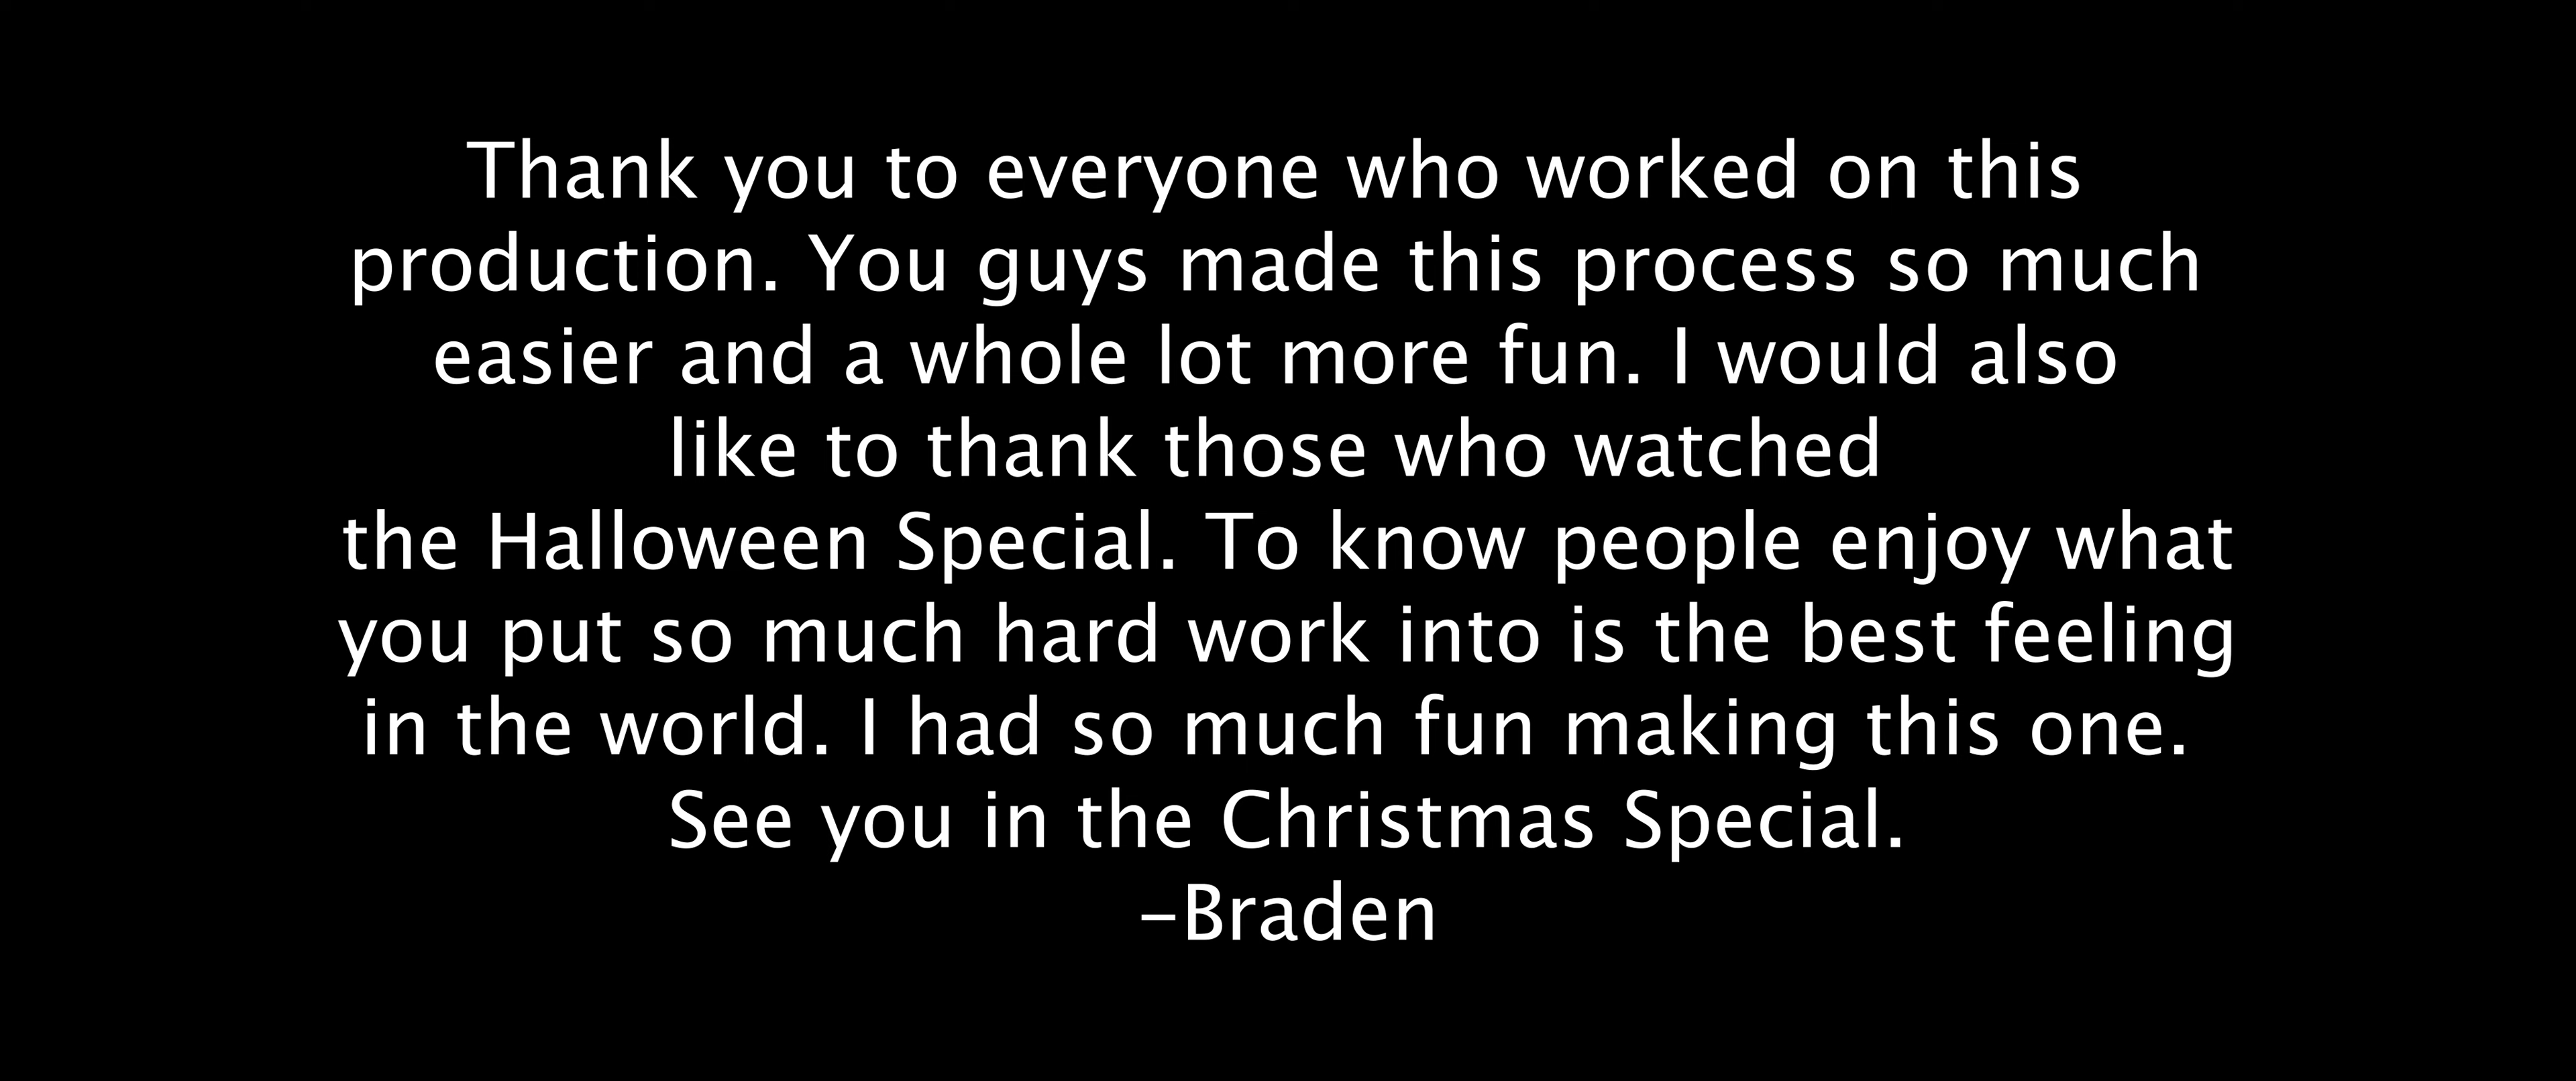 Thank you to everyone who worked on this
production. You guys made this process so much
easier and a whole lot more fun. I would also
like to thank those who watched
the Halloween Special. To know people enjoy what
you put so much hard work into is the best feeling
in the world. I had so much fun making this one.
See you in the Christmas Special.
-Braden